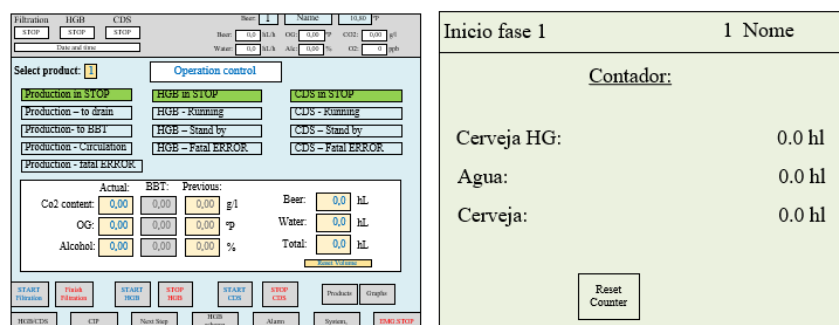 Filtration HGB CDS
STOP STOP STOP
Date and time
Beer: 1 Name 10,80 °P
Beer: 0,0 hL/h OG: 0,00 °P CO2: 0,00 g/l
Water: 0,0 hL/h Alc: 0,00 % O2: 0 ppb
Select product: 1 Operation control
Production in STOP HGB in STOP CDS in STOP
Production – to drain HGB - Running CDS - Running
Production- to BBT HGB – Stand by CDS – Stand by
Production - Circulation HGB – Fatal ERROR CDS – Fatal ERROR
Production - fatal ERROR
Actual: BBT: Previous:
Co2 content: 0,00 0,00 0,00 g/l Beer: 0,0 hL
OG: 0,00 0,00 0,00 °p Water: 0,0 hL
Alcohol: 0,00 0,00 0,00 % Total: 0,0 hL
Reset Volume
START Filtration Finish Filtration START HGB STOP HGB START CDS STOP CDS Products Graphs
HGB/CDS CIP Next Step HGB Alarm System, EMG STOP
Inicio fase 1 1 Nome
Contador:
Cerveja HG: 0.0 hl
Agua: 0.0 hl
Cerveja: 0.0 hl
Reset
Counter